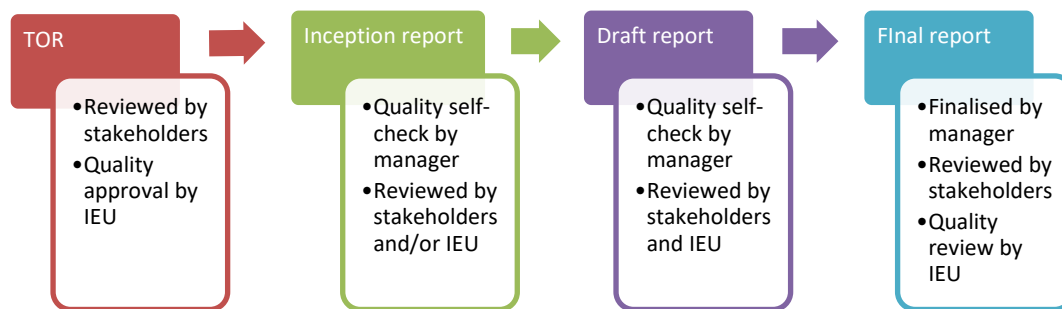 TOR
•Reviewed by
stakeholders
•Quality
approval by
IEU
Inception report
•Quality self-
check by
manager
•Reviewed by
stakeholders
and/or IEU
Draft report
•Quality self-
check by
manager
•Reviewed by
stakeholders
and IEU
FInal report
•Finalised by
manager
•Reviewed by
stakeholders
•Quality
review by
IEU